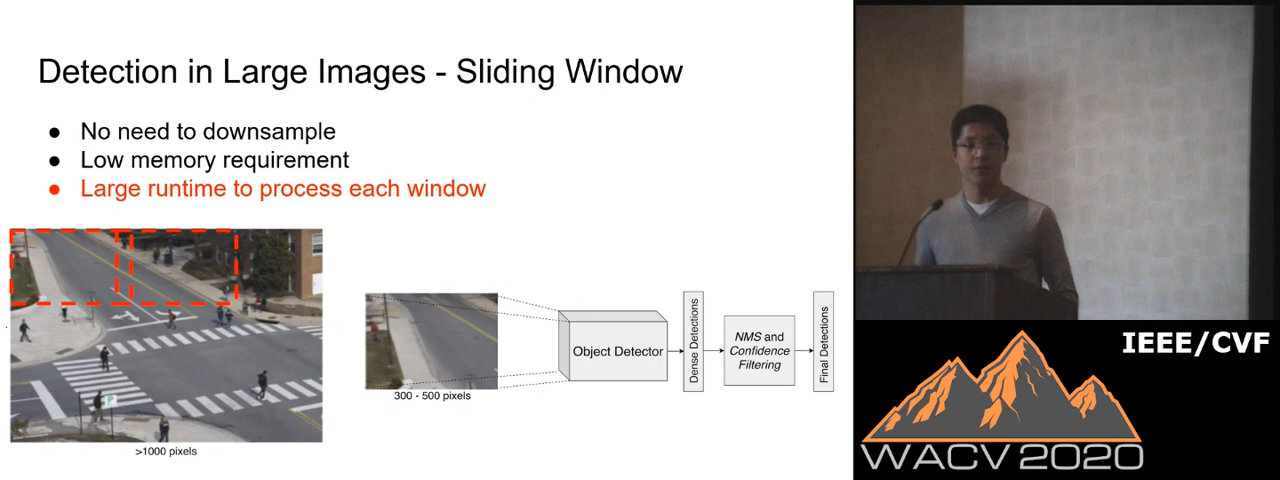 Detection in Large Images - Sliding Window
● No need to downsample
● Low memory requirement
● Large runtime to process each window
>1000 pixels
300 - 500 pixels
Object Detector
Dense Detections
NMS and
Confidence
Filtering
Final Detections
IEEE/CVF
WACV 2020